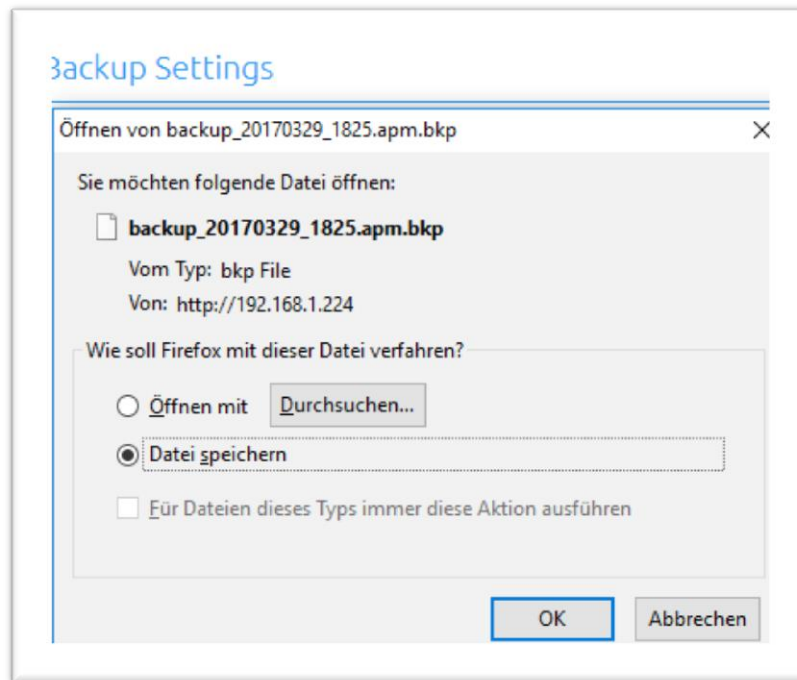 Backup Settings
Öffnen von backup_20170329_1825.apm.bkp
Sie möchten folgende Datei öffnen:
backup_20170329_1825.apm.bkp
Vom Typ: bkp File
Von: http://192.168.1.224
Wie soll Firefox mit dieser Datei verfahren?
Öffnen mit Durchsuchen...
Datei speichern
Für Dateien dieses Typs immer diese Aktion ausführen
OK Abbrechen